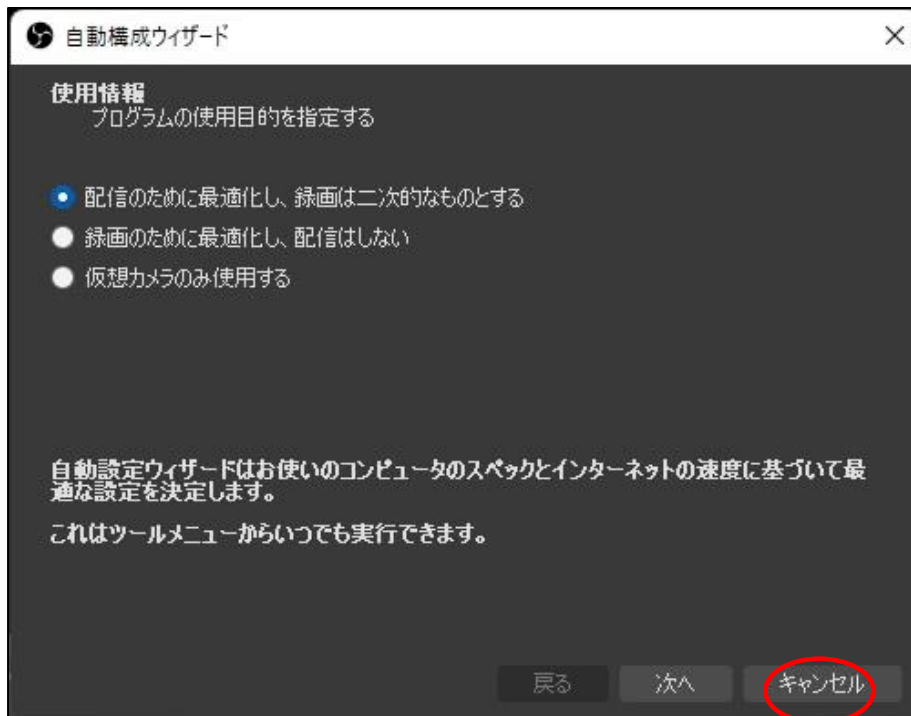 自動構成ウィザード
使用情報
プログラムの使用目的を指定する
配信のために最適化し、録画は二次的なものとする
録画のために最適化し、配信はしない
仮想カメラのみ使用する
自動設定ウィザードはお使いのコンピュータのスペックとインターネットの速度に基づいて最
適な設定を決定します。
これはツールメニューからいつでも実行できます。
戻る 次へ キャンセル